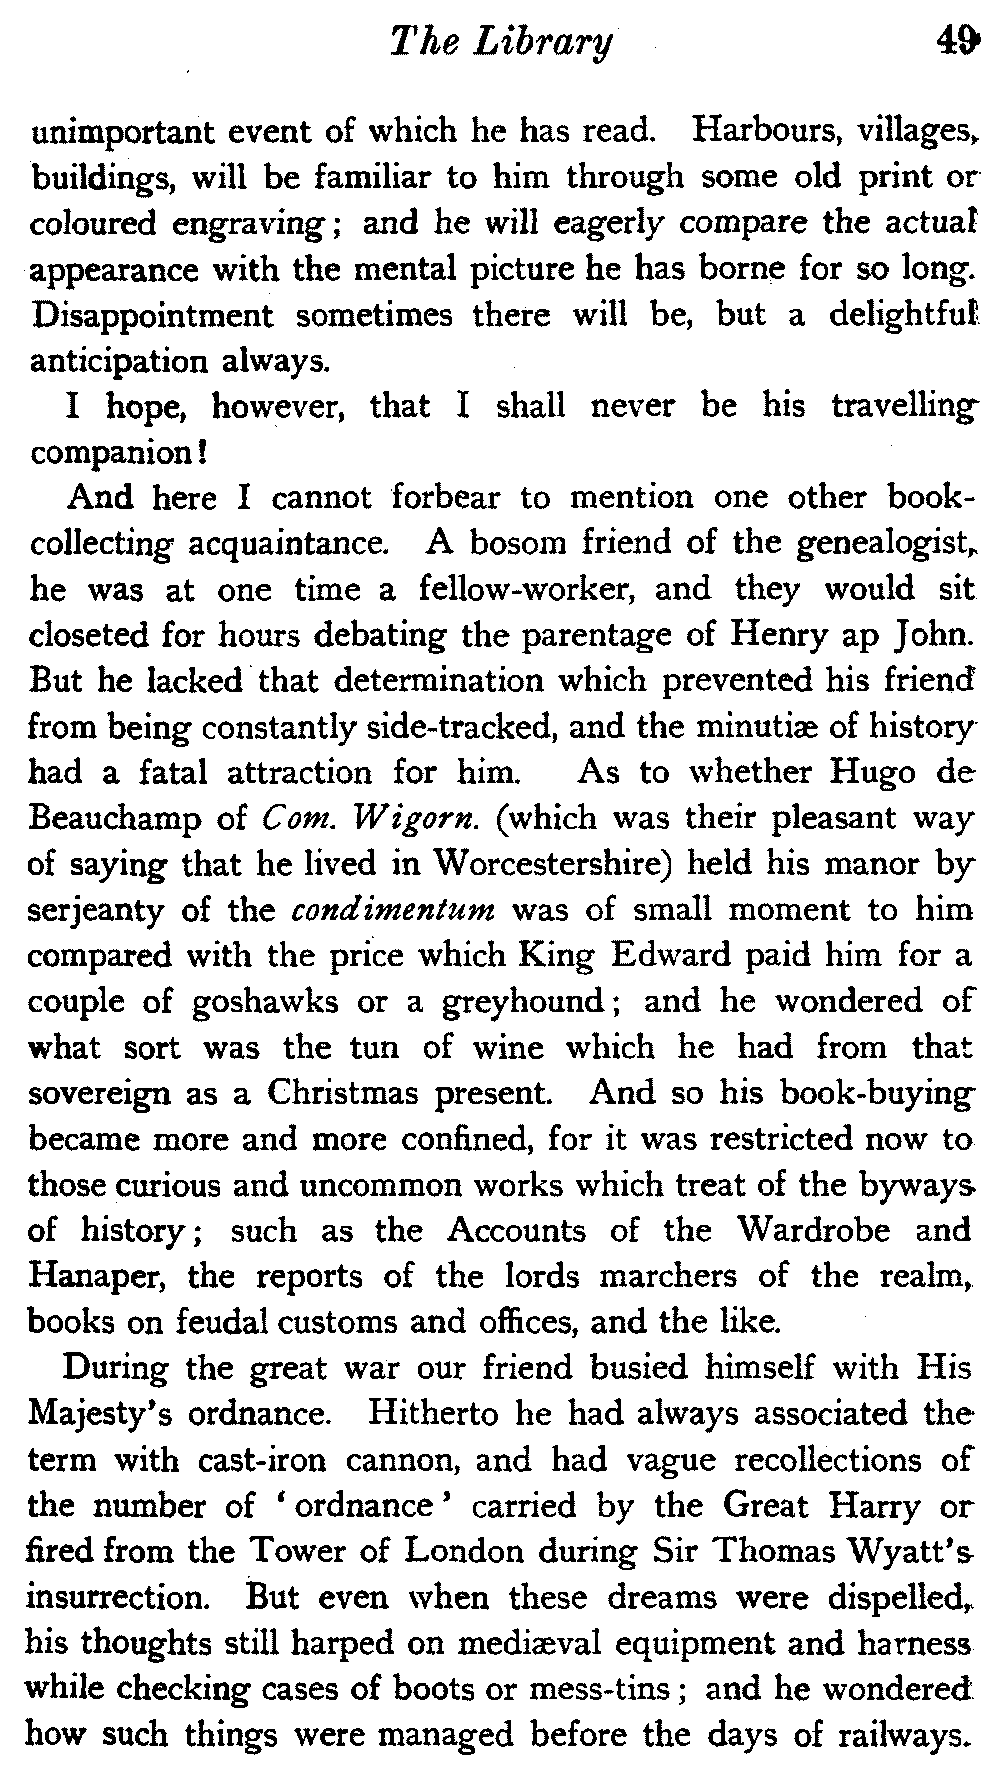 The Library 49
unimportant event of which he has read. Harbours, villages,
buildings, will be familiar to him through some old print or
coloured engraving; and he will eagerly compare the actual
appearance with the mental picture he has borne for so long.
Disappointment sometimes there will be, but a delightful
anticipation always.
I hope, however, that I shall never be his travelling
companion!
And here I cannot forbear to mention one other book-
collecting acquaintance. A bosom friend of the genealogist,
he was at one time a fellow-worker, and they would sit
closeted for hours debating the parentage of Henry ap John.
But he lacked that determination which prevented his friend
from being constantly side-tracked, and the minutiæ of history
had a fatal attraction for him. As to whether Hugo de
Beauchamp of Com. Wigorn. (which was their pleasant way
of saying that he lived in Worcestershire) held his manor by
serjeanty of the condimentum was of small moment to him
compared with the price which King Edward paid him for a
couple of goshawks or a greyhound; and he wondered of
what sort was the tun of wine which he had from that
sovereign as a Christmas present. And so his book-buying
became more and more confined, for it was restricted now to
those curious and uncommon works which treat of the byways
of history; such as the Accounts of the Wardrobe and
Hanaper, the reports of the lords marchers of the realm,
books on feudal customs and offices, and the like.
During the great war our friend busied himself with His
Majesty's ordnance. Hitherto he had always associated the
term with cast-iron cannon, and had vague recollections of
the number of ‘ordnance’ carried by the Great Harry or
fired from the Tower of London during Sir Thomas Wyatt's
insurrection. But even when these dreams were dispelled,
his thoughts still harped on mediæval equipment and harness
while checking cases of boots or mess-tins; and he wondered
how such things were managed before the days of railways.